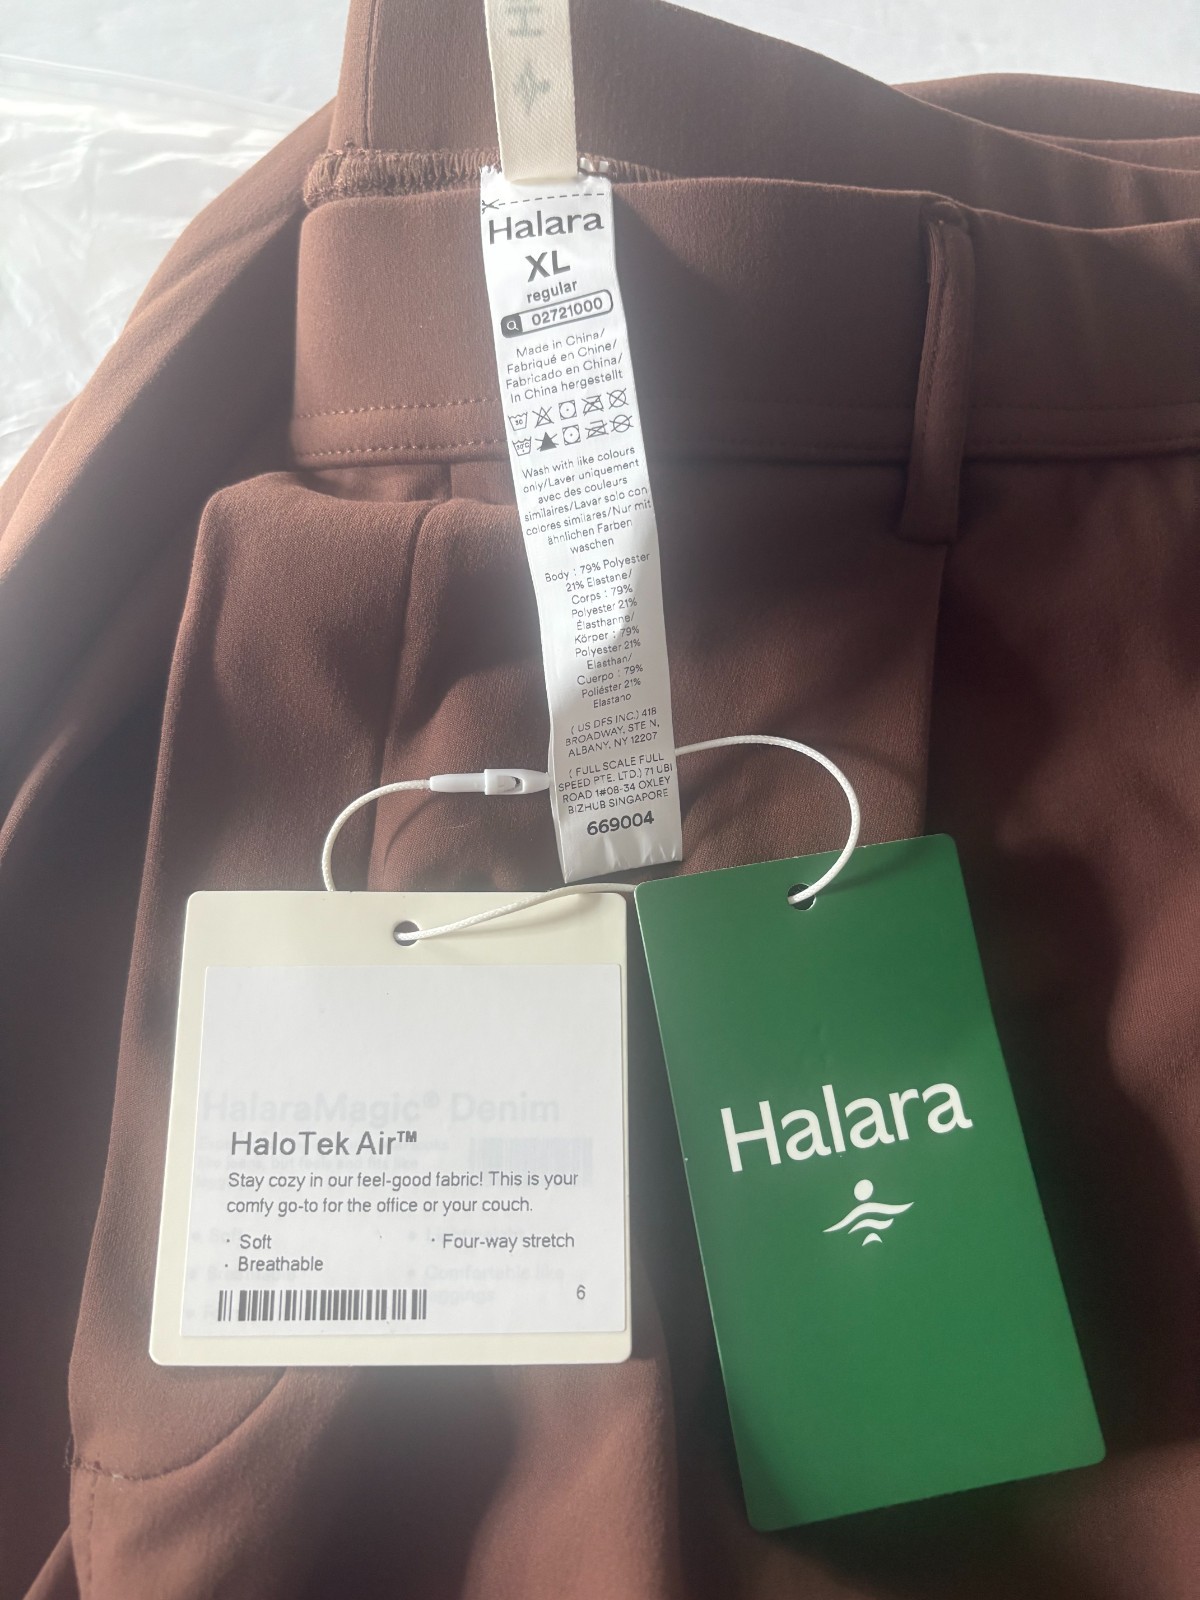 Halara
XL
regular
02721000
Made in China/
Fabriqué en Chine/
Fabricado en China/
In China hergestellt
Wash with like colours
only/Laver uniquement
avec des couleurs
similaires/Lavar solo con
colores similares/Nur mit
ähnlichen Farben
waschen
Body : 79% Polyester
21% Elastane/
Corps : 79%
Polyester 21%
Élasthanne/
Körper : 79%
Polyester 21%
Elasthan/
Cuerpo : 79%
Poliéster 21%
Elastano
( US DFS INC.) 418
BROADWAY, STE N,
ALBANY, NY 12207
( FULL SCALE FULL
SPEED PTE. LTD.) 71 UBI
ROAD 1#08-34 OXLEY
BIZHUB SINGAPORE
669004
HalaraMagic® Denim
HaloTek Air™
Stay cozy in our feel-good fabric! This is your
comfy go-to for the office or your couch.
· Soft · Four-way stretch
· Breathable
6
Halara